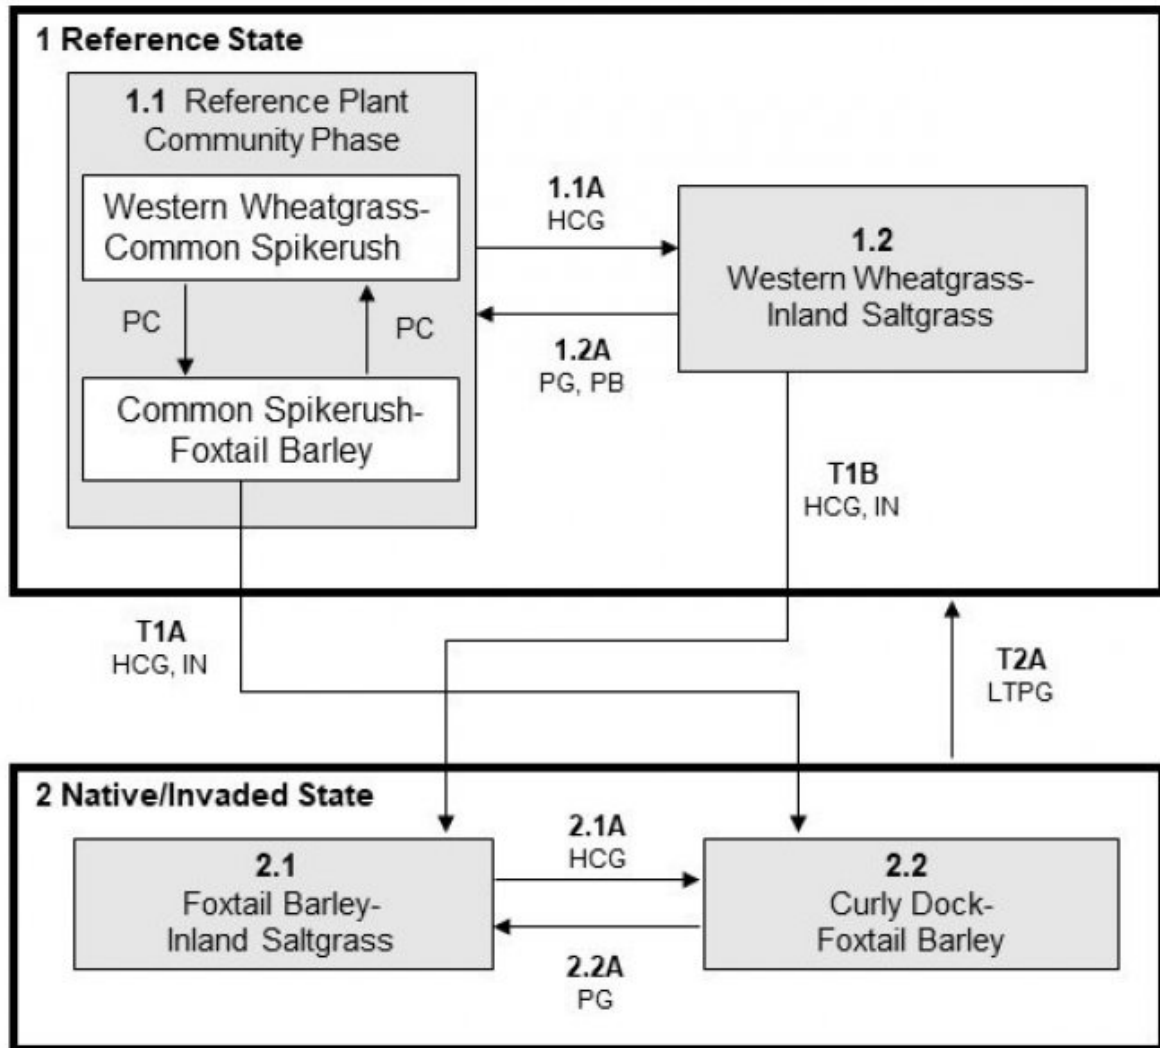 1 Reference State
1.1 Reference Plant
Community Phase
Western Wheatgrass-
Common Spikerush
PC
PC
Common Spikerush-
Foxtail Barley
1.1A
HCG
1.2A
PG, PB
1.2
Western Wheatgrass-
Inland Saltgrass
T1B
HCG, IN
T1A
HCG, IN
T2A
LTPG
2 Native/Invaded State
2.1
Foxtail Barley-
Inland Saltgrass
2.1A
HCG
2.2A
PG
2.2
Curly Dock-
Foxtail Barley